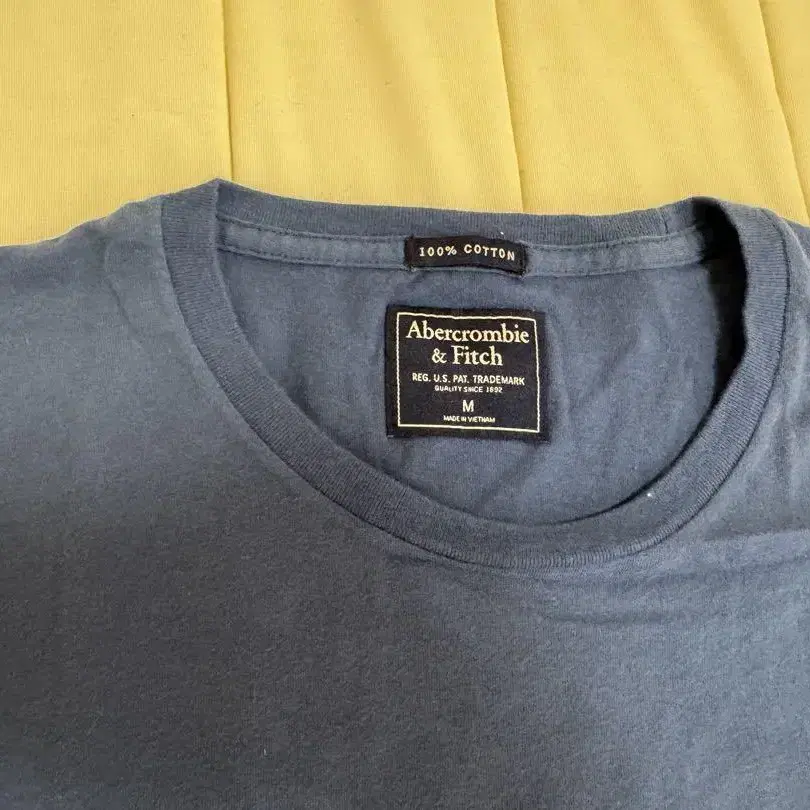 100% COTTON
Abercrombie
& Fitch
REG. U.S. PAT. TRADEMARK
QUALITY SINCE 1892
M
MADE IN VIETNAM